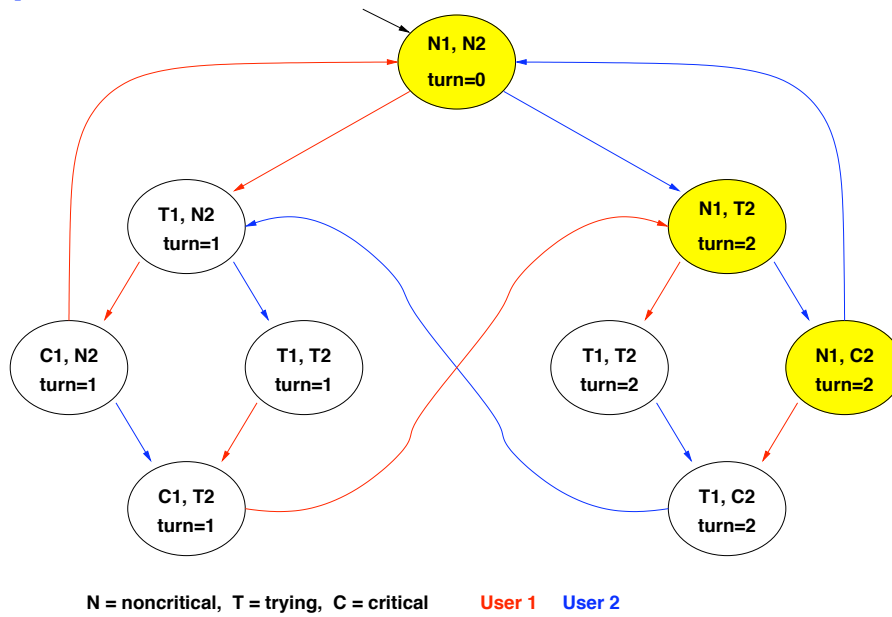 N1, N2
turn=0
T1, N2
turn=1
N1, T2
turn=2
C1, N2
turn=1
T1, T2
turn=1
T1, T2
turn=2
N1, C2
turn=2
C1, T2
turn=1
T1, C2
turn=2
N = noncritical, T = trying, C = critical User 1 User 2